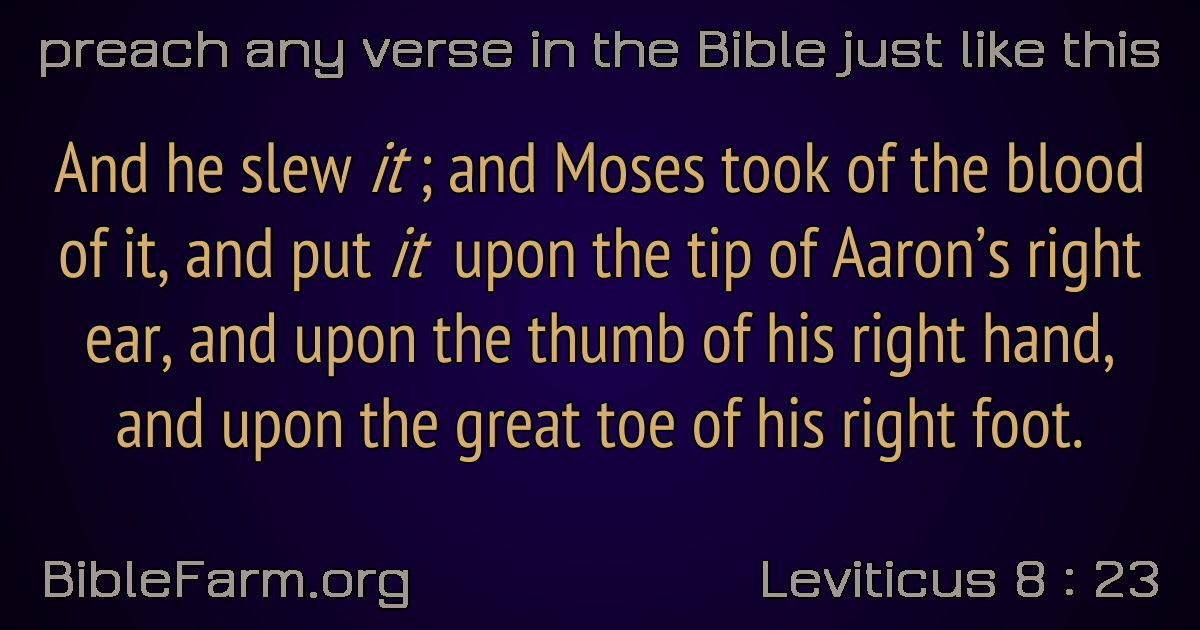 preach any verse in the Bible just like this
And he slew it ; and Moses took of the blood
of it, and put it upon the tip of Aaron’s right
ear, and upon the thumb of his right hand,
and upon the great toe of his right foot.
BibleFarm.org
Leviticus 8 : 23